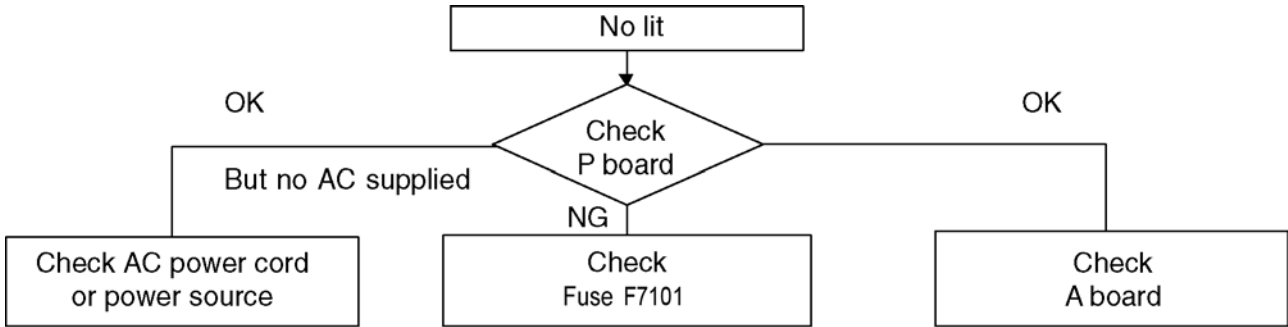 No lit
OK
OK
Check
P board
But no AC supplied
NG
Check AC power cord
or power source
Check
Fuse F7101
Check
A board